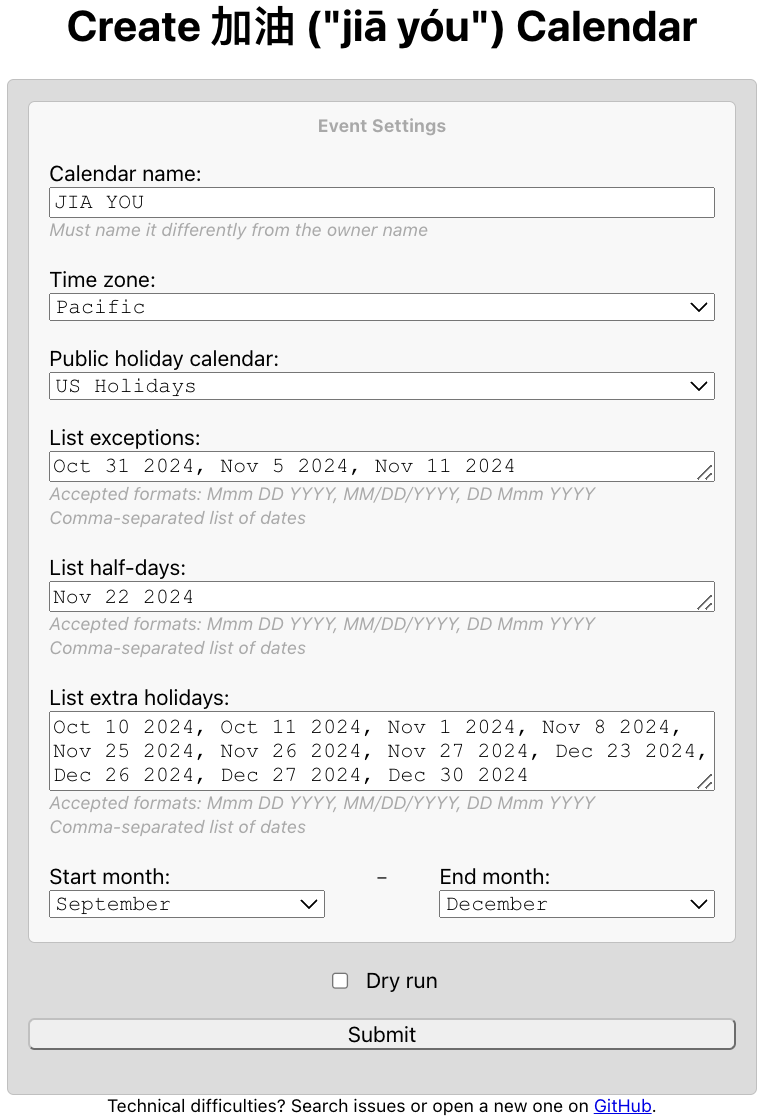 Create 加油 ("jiā yóu") Calendar
Event Settings
Calendar name:
JIA YOU
Must name it differently from the owner name
Time zone:
Pacific
Public holiday calendar:
US Holidays
List exceptions:
Oct 31 2024, Nov 5 2024, Nov 11 2024
Accepted formats: Mmm DD YYYY, MM/DD/YYYY, DD Mmm YYYY
Comma-separated list of dates
List half-days:
Nov 22 2024
Accepted formats: Mmm DD YYYY, MM/DD/YYYY, DD Mmm YYYY
Comma-separated list of dates
List extra holidays:
Oct 10 2024, Oct 11 2024, Nov 1 2024, Nov 8 2024,
Nov 25 2024, Nov 26 2024, Nov 27 2024, Dec 23 2024,
Dec 26 2024, Dec 27 2024, Dec 30 2024
Accepted formats: Mmm DD YYYY, MM/DD/YYYY, DD Mmm YYYY
Comma-separated list of dates
Start month: – End month:
September December
Dry run
Submit
Technical difficulties? Search issues or open a new one on GitHub.